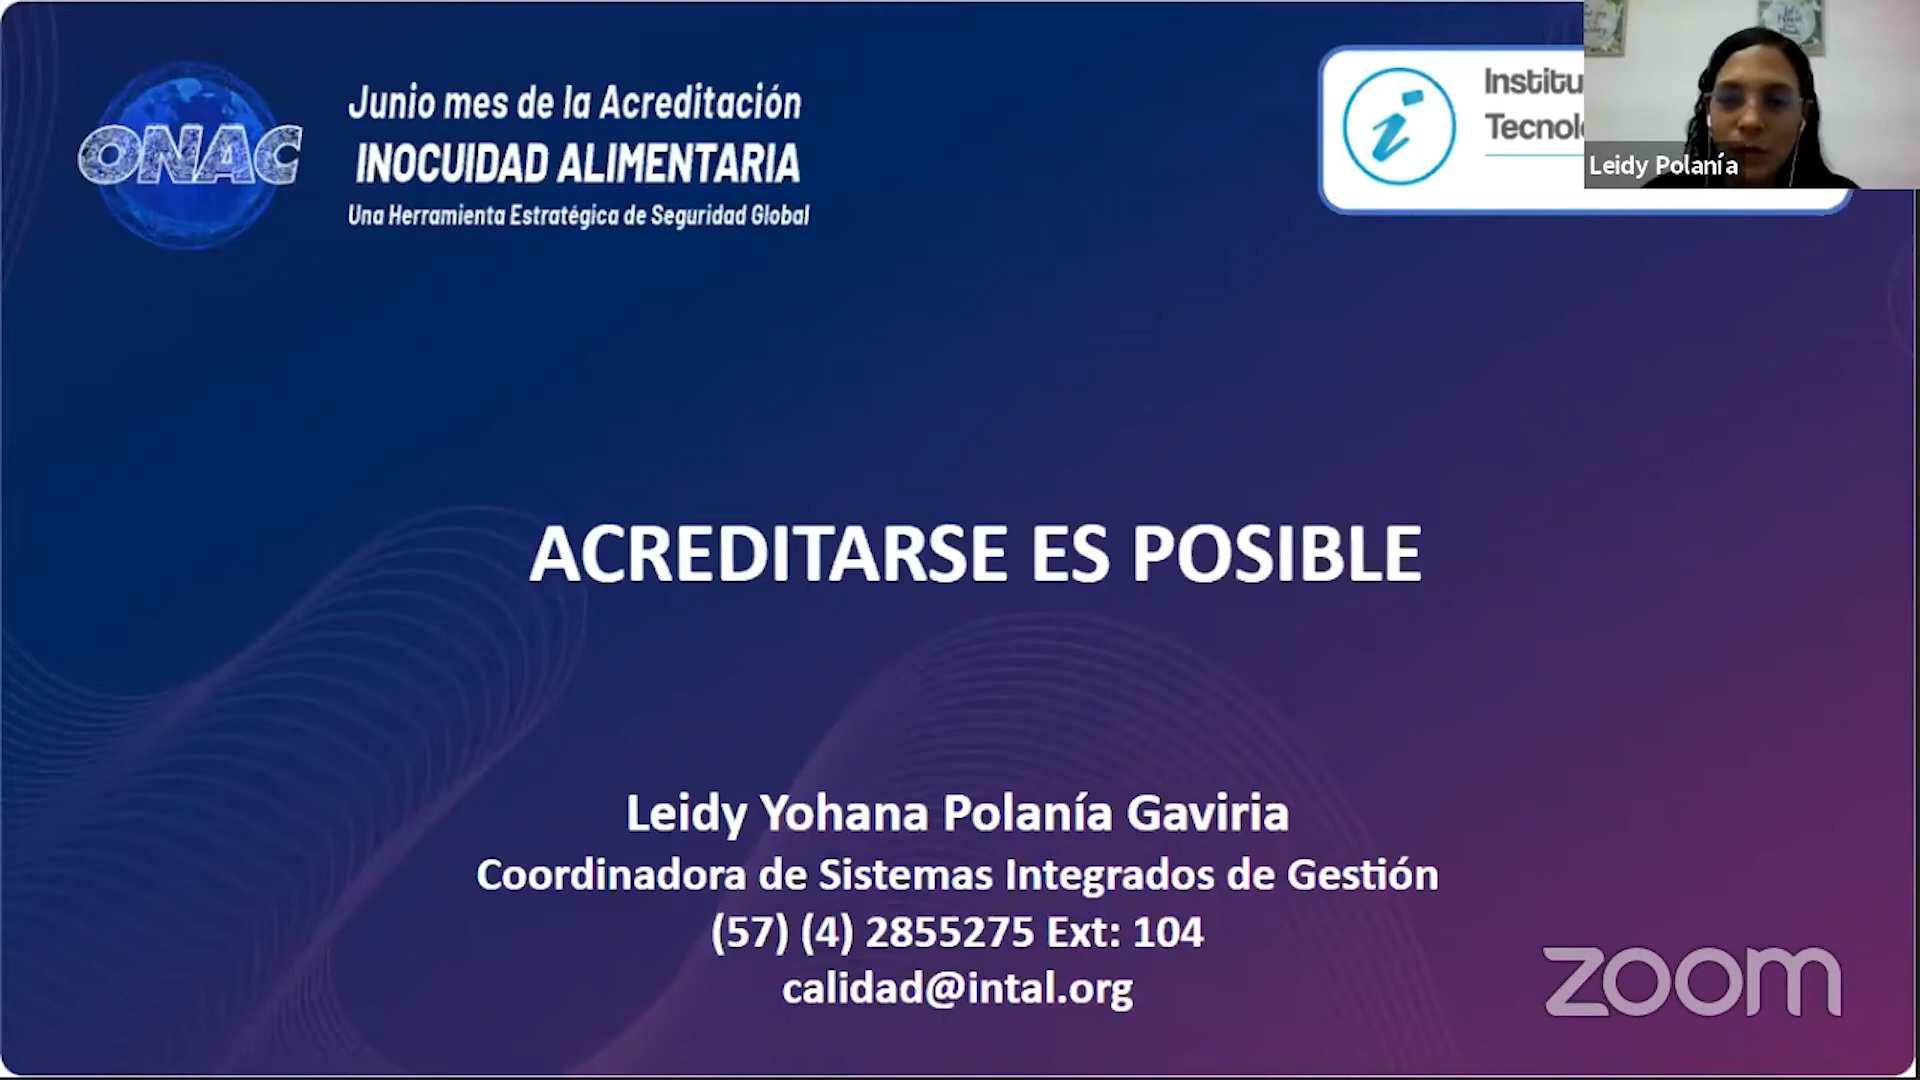 ONAC
Junio mes de la Acreditación
INOCUIDAD ALIMENTARIA
Una Herramienta Estratégica de Seguridad Global
Leidy Polanía
ACREDITARSE ES POSIBLE
Leidy Yohana Polanía Gaviria
Coordinadora de Sistemas Integrados de Gestión
(57) (4) 2855275 Ext: 104
calidad@intal.org
zoom